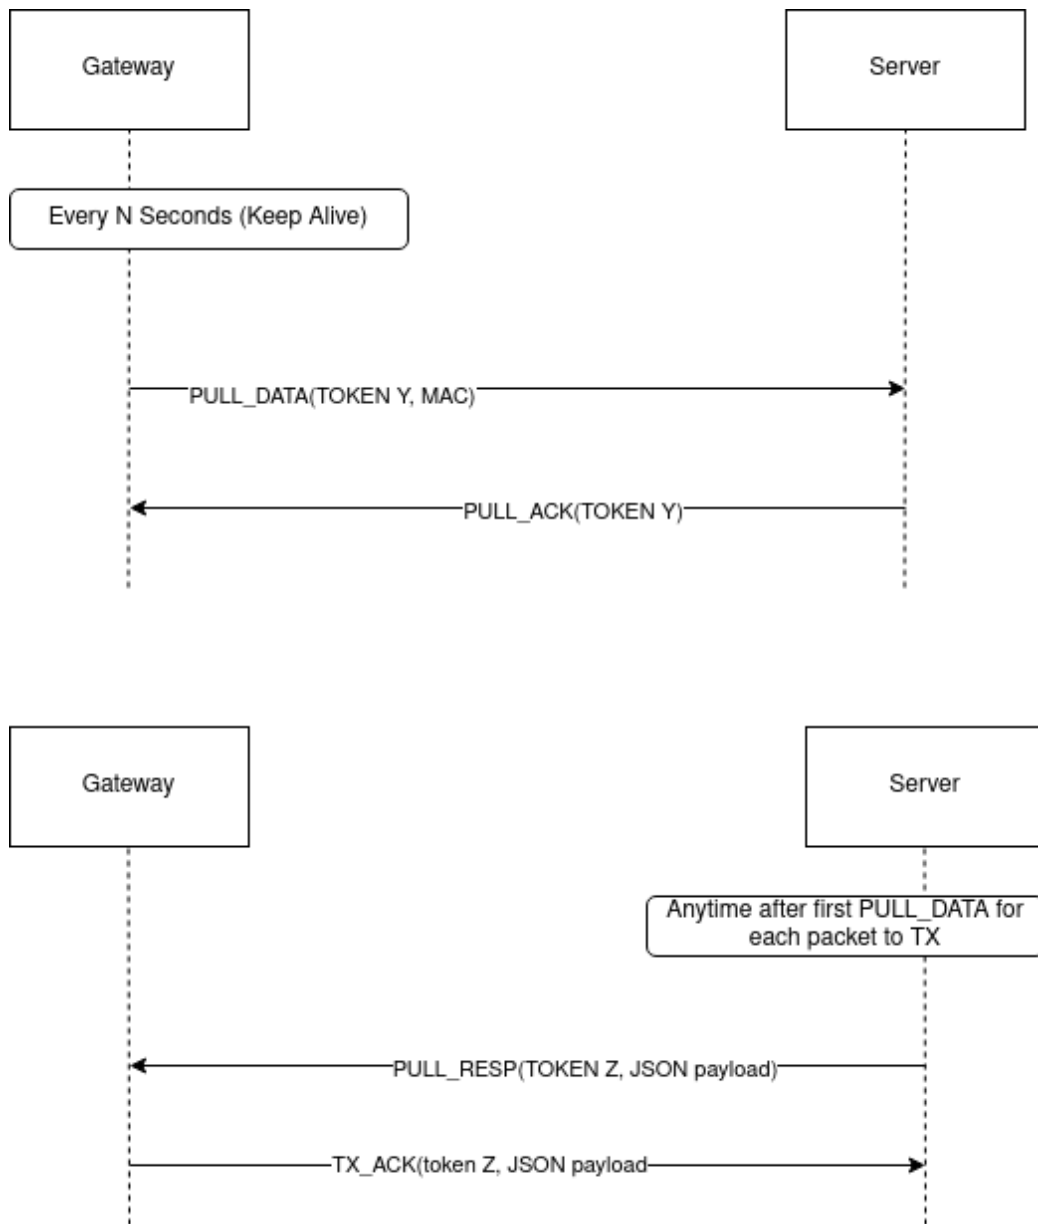 Gateway
Server
Every N Seconds (Keep Alive)
PULL_DATA(TOKEN Y, MAC)
PULL_ACK(TOKEN Y)
Gateway
Server
Anytime after first PULL_DATA for
each packet to TX
PULL_RESP(TOKEN Z, JSON payload)
TX_ACK(token Z, JSON payload